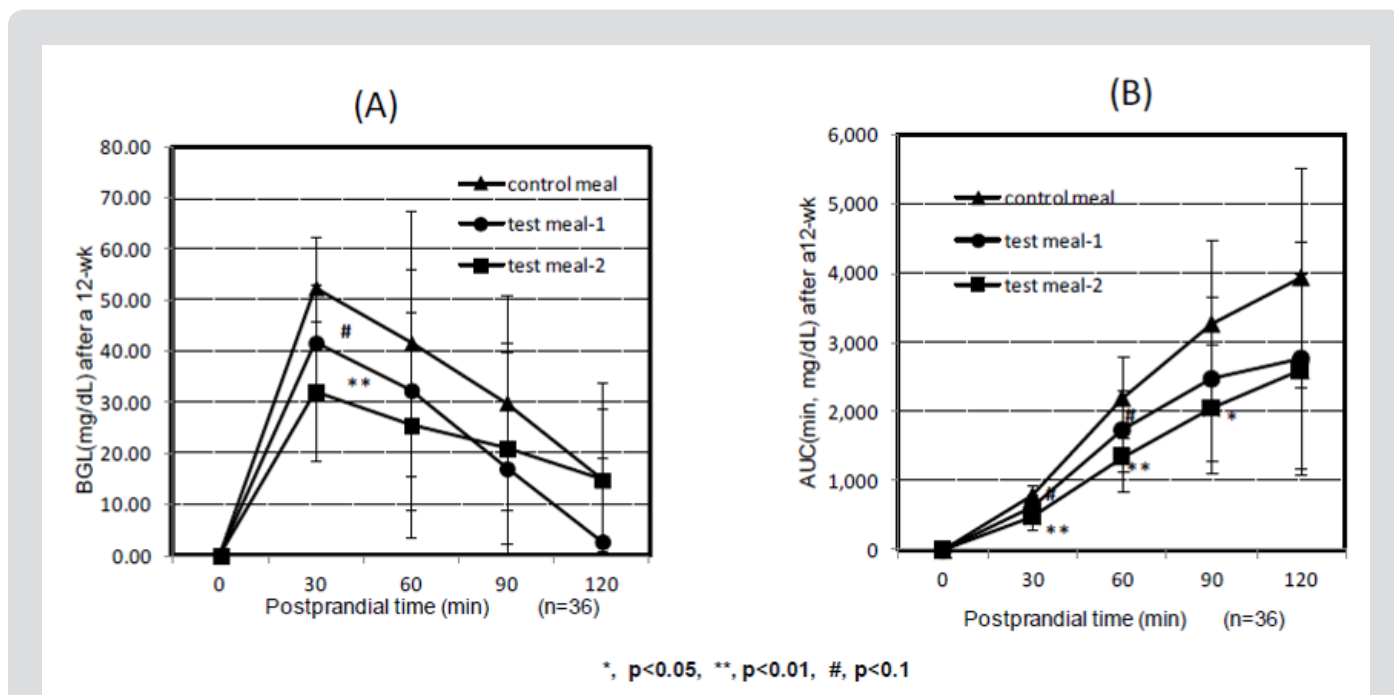 (A)
BGL(mg/dL) after a 12-wk
80.00
70.00
60.00
50.00
40.00
30.00
20.00
10.00
0.00
control meal
test meal-1
test meal-2
#
**
0 30 60 90 120
Postprandial time (min) (n=36)
(B)
AUC(min, mg/dL) after a12-wk
6,000
5,000
4,000
3,000
2,000
1,000
0
control meal
test meal-1
test meal-2
#
**
#
**
*
0 30 60 90 120
Postprandial time (min) (n=36)
*, p<0.05, **, p<0.01, #, p<0.1